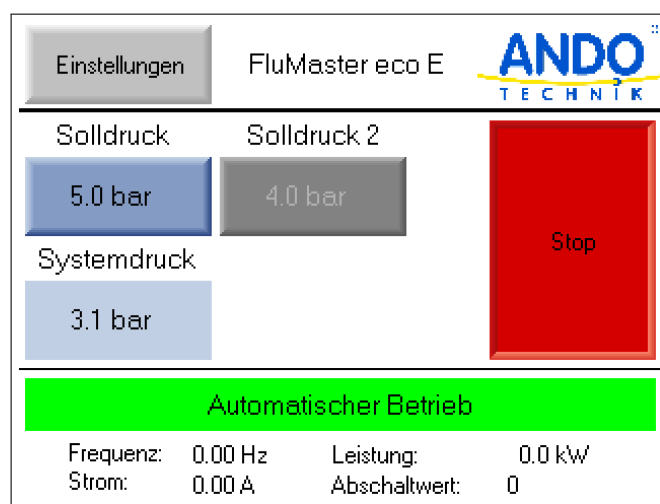 Einstellungen
FluMaster eco E
ANDO
TECHNIK
Solldruck
Solldruck 2
5.0 bar
4.0 bar
Stop
Systemdruck
3.1 bar
Automatischer Betrieb
Frequenz: 0.00 Hz Leistung: 0.0 kW
Strom: 0.00 A Abschaltwert: 0